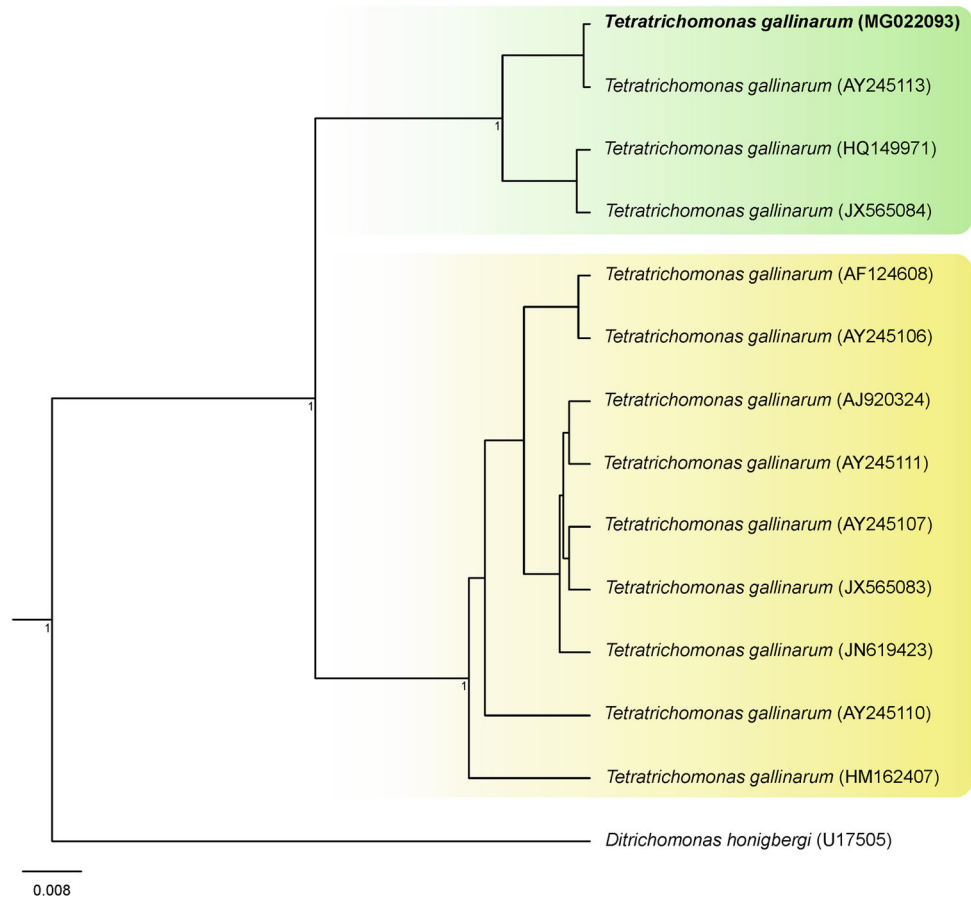 Tetratrichomonas gallinarum (MG022093)
Tetratrichomonas gallinarum (AY245113)
1
Tetratrichomonas gallinarum (HQ149971)
Tetratrichomonas gallinarum (JX565084)
Tetratrichomonas gallinarum (AF124608)
Tetratrichomonas gallinarum (AY245106)
Tetratrichomonas gallinarum (AJ920324)
1
Tetratrichomonas gallinarum (AY245111)
Tetratrichomonas gallinarum (AY245107)
Tetratrichomonas gallinarum (JX565083)
1
Tetratrichomonas gallinarum (JN619423)
1
Tetratrichomonas gallinarum (AY245110)
Tetratrichomonas gallinarum (HM162407)
Ditrichomonas honigbergi (U17505)
0.008